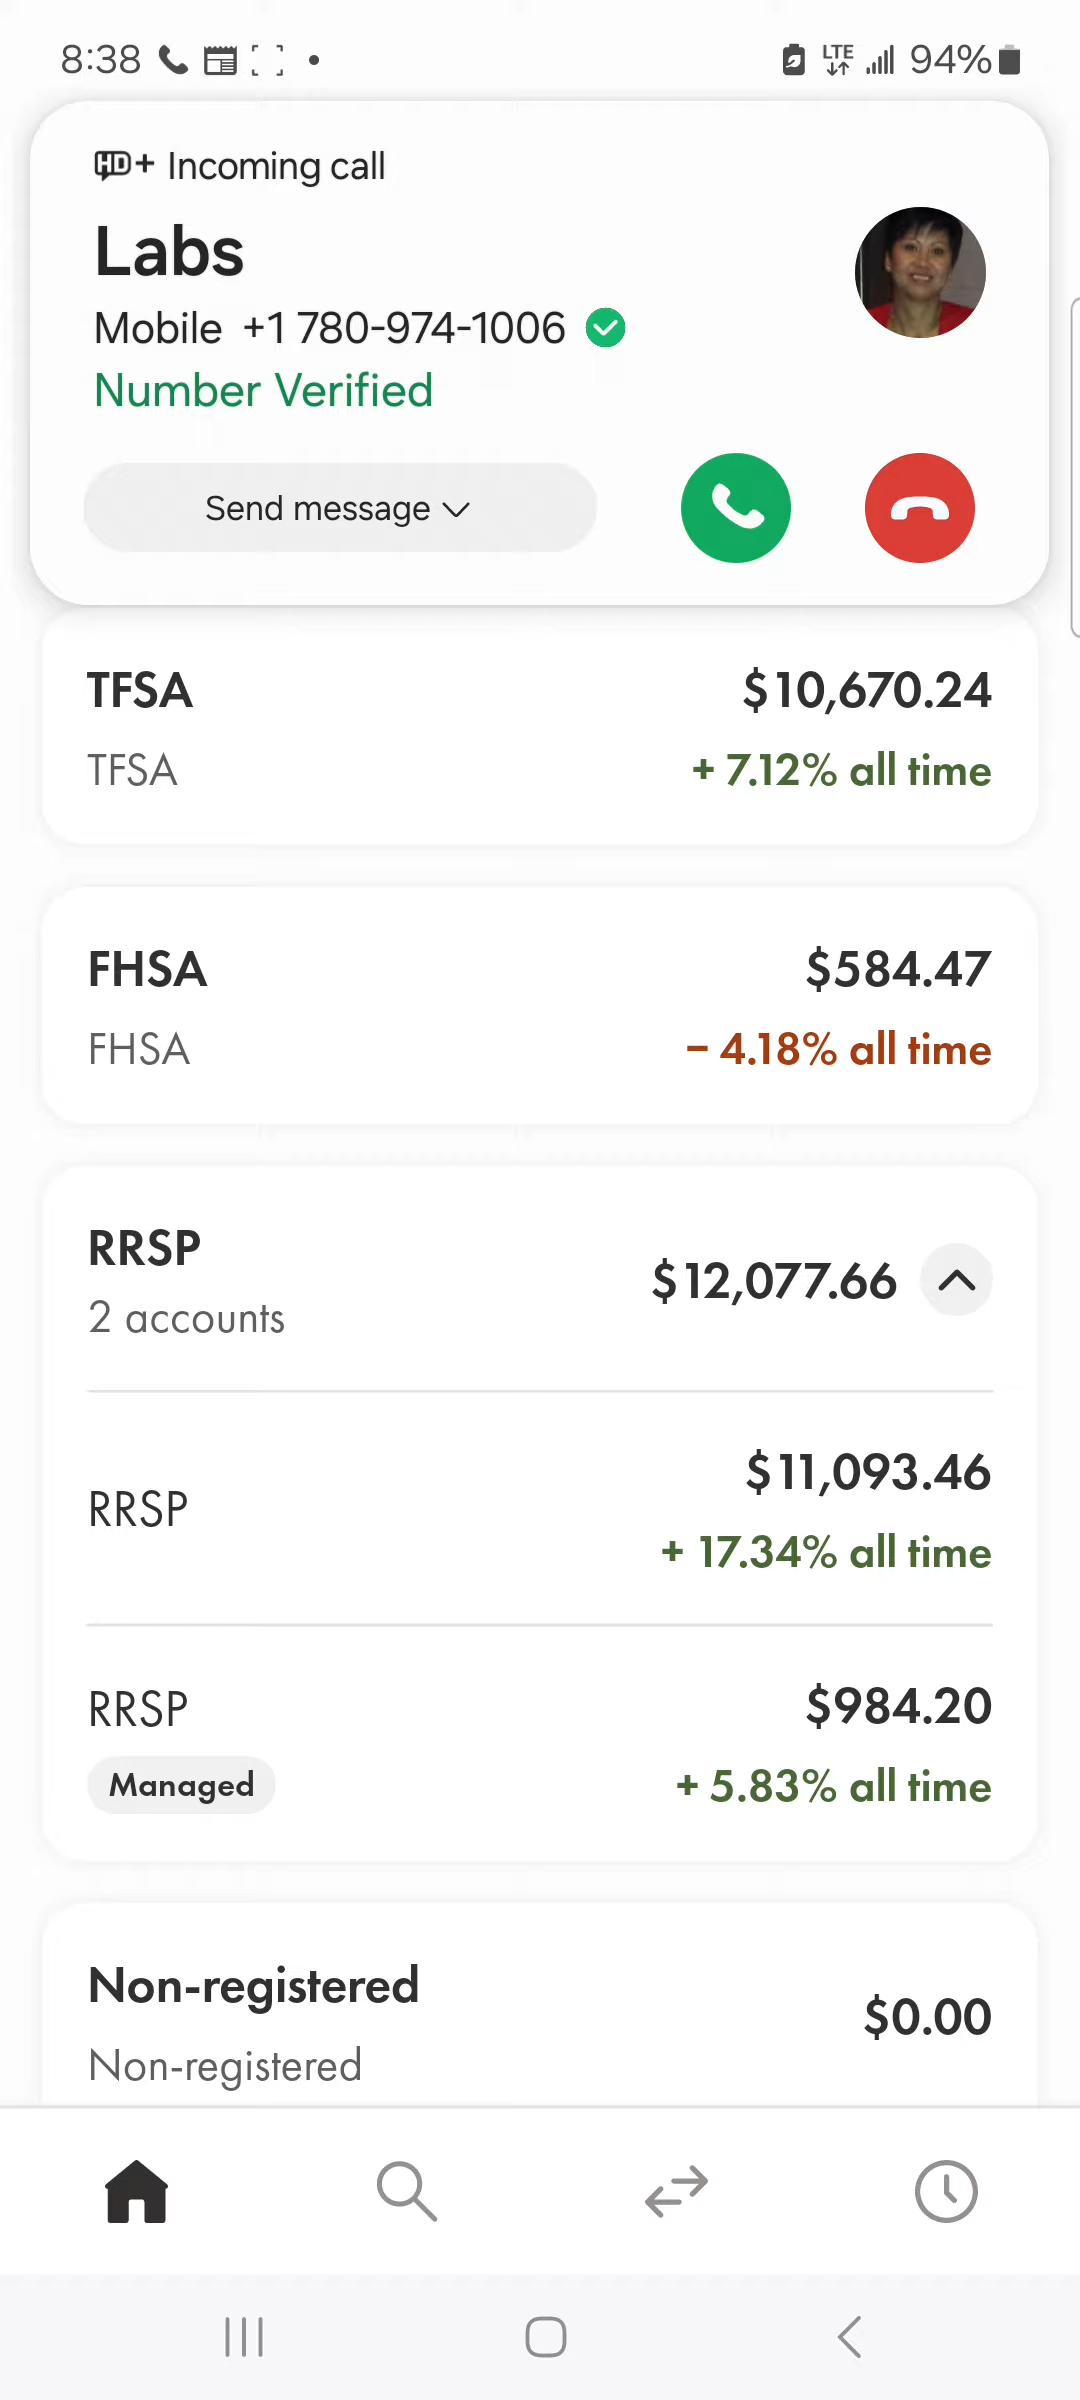 8:38 LTE 94%
HD+ Incoming call
Labs
Mobile +1 780-974-1006
Number Verified
Send message
TFSA $10,670.24
TFSA + 7.12% all time
FHSA $584.47
FHSA − 4.18% all time
RRSP
2 accounts $12,077.66
RRSP $11,093.46
+ 17.34% all time
RRSP $984.20
Managed + 5.83% all time
Non-registered $0.00
Non-registered